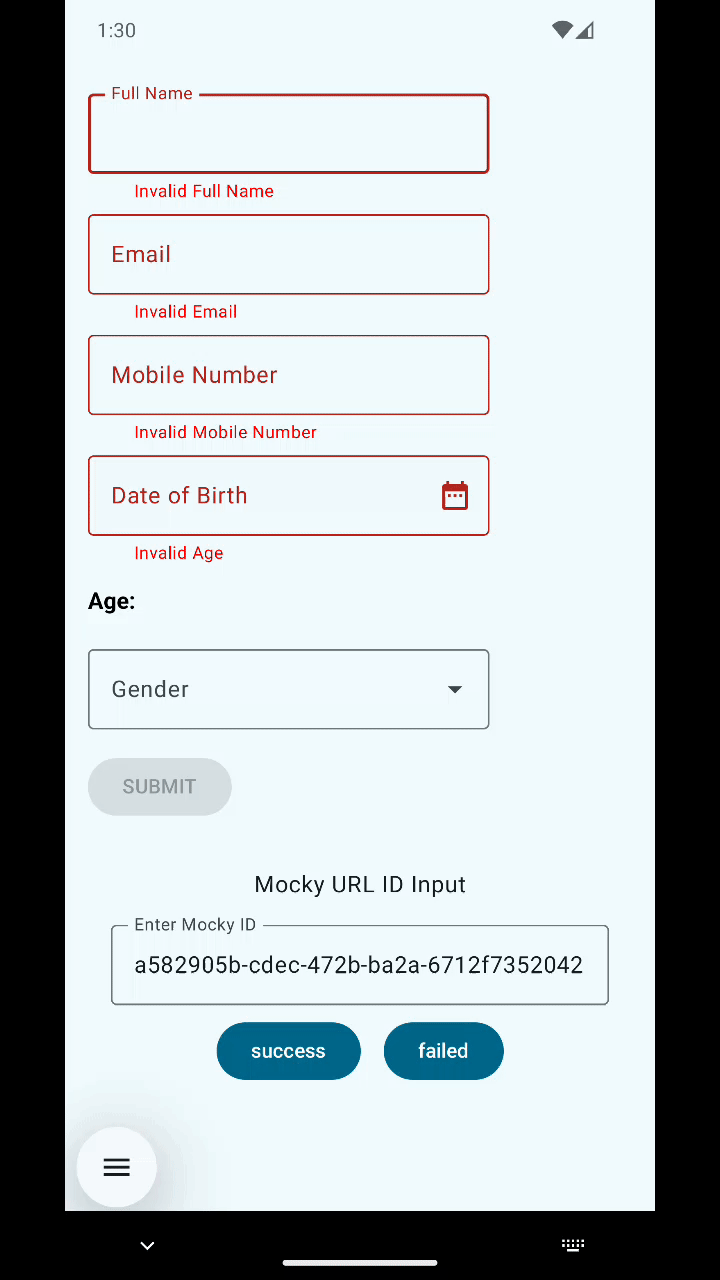 1:30
Full Name
Invalid Full Name
Email
Invalid Email
Mobile Number
Invalid Mobile Number
Date of Birth
Invalid Age
Age:
Gender
SUBMIT
Mocky URL ID Input
Enter Mocky ID
a582905b-cdec-472b-ba2a-6712f7352042
success failed